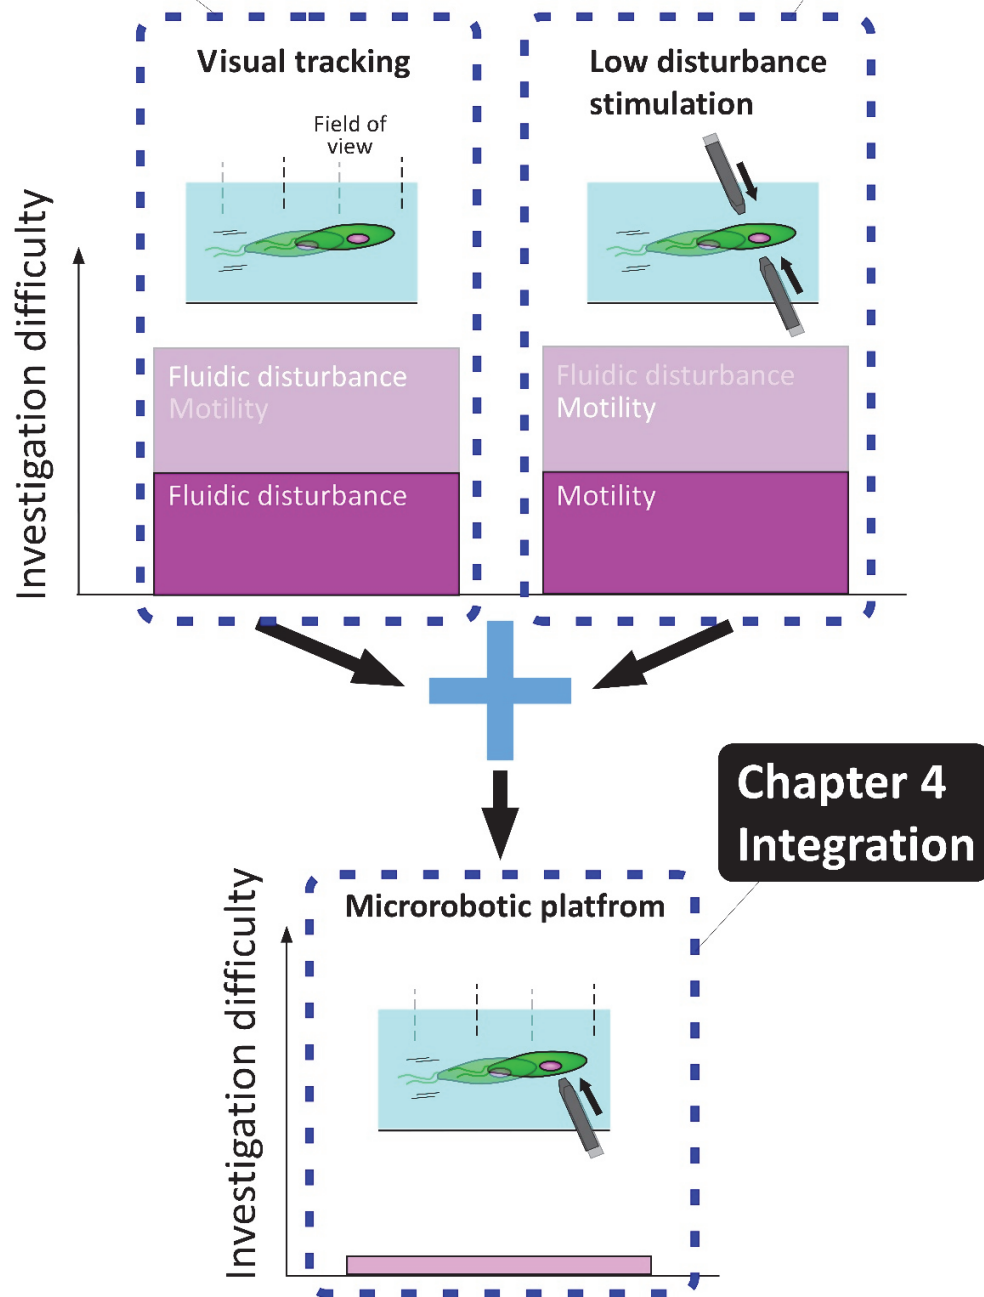 Visual tracking
Field of
view
Low disturbance
stimulation
Investigation difficulty
Fluidic disturbance
Motility
Fluidic disturbance
Fluidic disturbance
Motility
Motility
Chapter 4
Integration
Microrobotic platfrom
Investigation difficulty